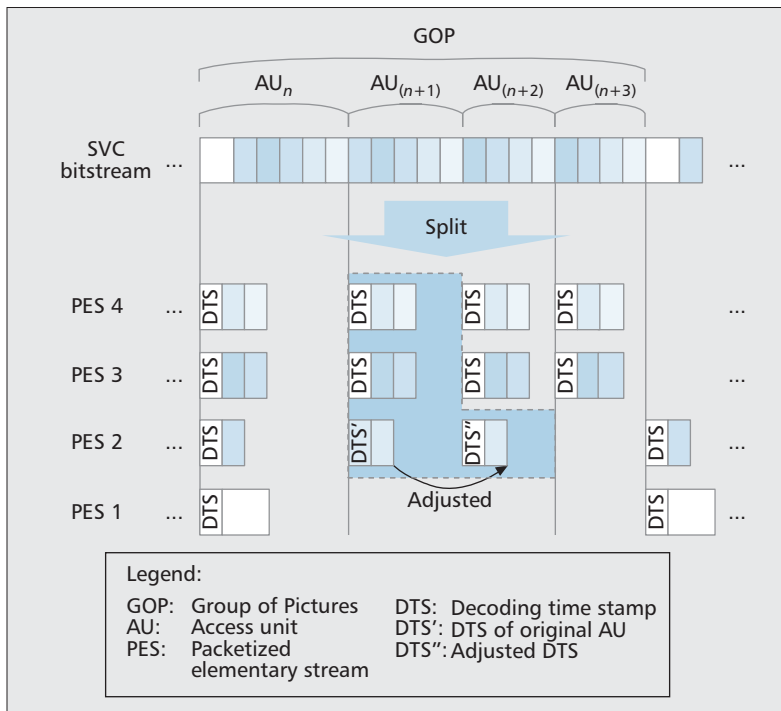 GOP
AUn AU(n+1) AU(n+2) AU(n+3)
SVC
bitstream
... ...
Split
PES 4 ... DTS DTS DTS DTS ...
PES 3 ... DTS DTS DTS DTS ...
PES 2 ... DTS DTS' DTS" DTS ...
Adjusted
PES 1 ... DTS DTS ...
Legend:
GOP: Group of Pictures
AU: Access unit
PES: Packetized
elementary stream
DTS: Decoding time stamp
DTS': DTS of original AU
DTS": Adjusted DTS